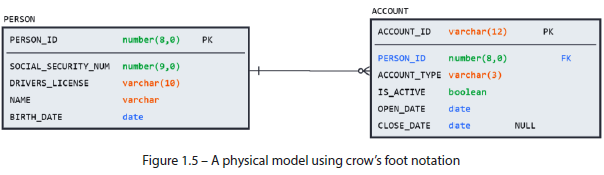 PERSON
PERSON_ID number(8,0) PK
SOCIAL_SECURITY_NUM number(9,0)
DRIVERS_LICENSE varchar(10)
NAME varchar
BIRTH_DATE date
ACCOUNT
ACCOUNT_ID varchar(12) PK
PERSON_ID number(8,0) FK
ACCOUNT_TYPE varchar(3)
IS_ACTIVE boolean
OPEN_DATE date
CLOSE_DATE date NULL
Figure 1.5 – A physical model using crow’s foot notation